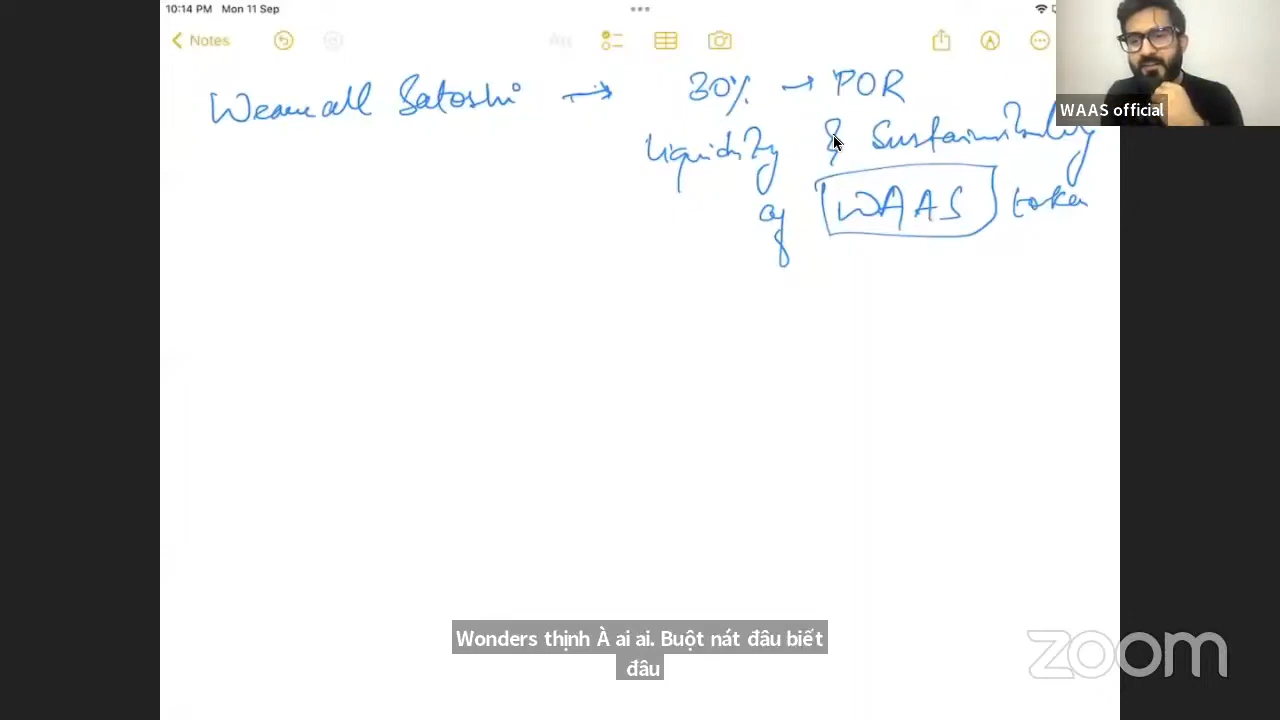 10:14 PM Mon 11 Sep
Notes
We are all Satoshi → 30% → POR
liquidity & Sustainability
of WAAS token
WAAS official
Wonders thịnh À ai ai. Buột nát đâu biết
đâu
zoom